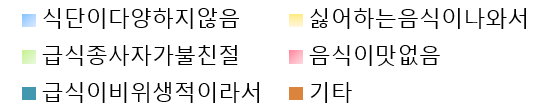 식단이다양하지않음
싫어하는음식이나와서
급식종사자가불친절
음식이맛없음
급식이비위생적이라서
기타